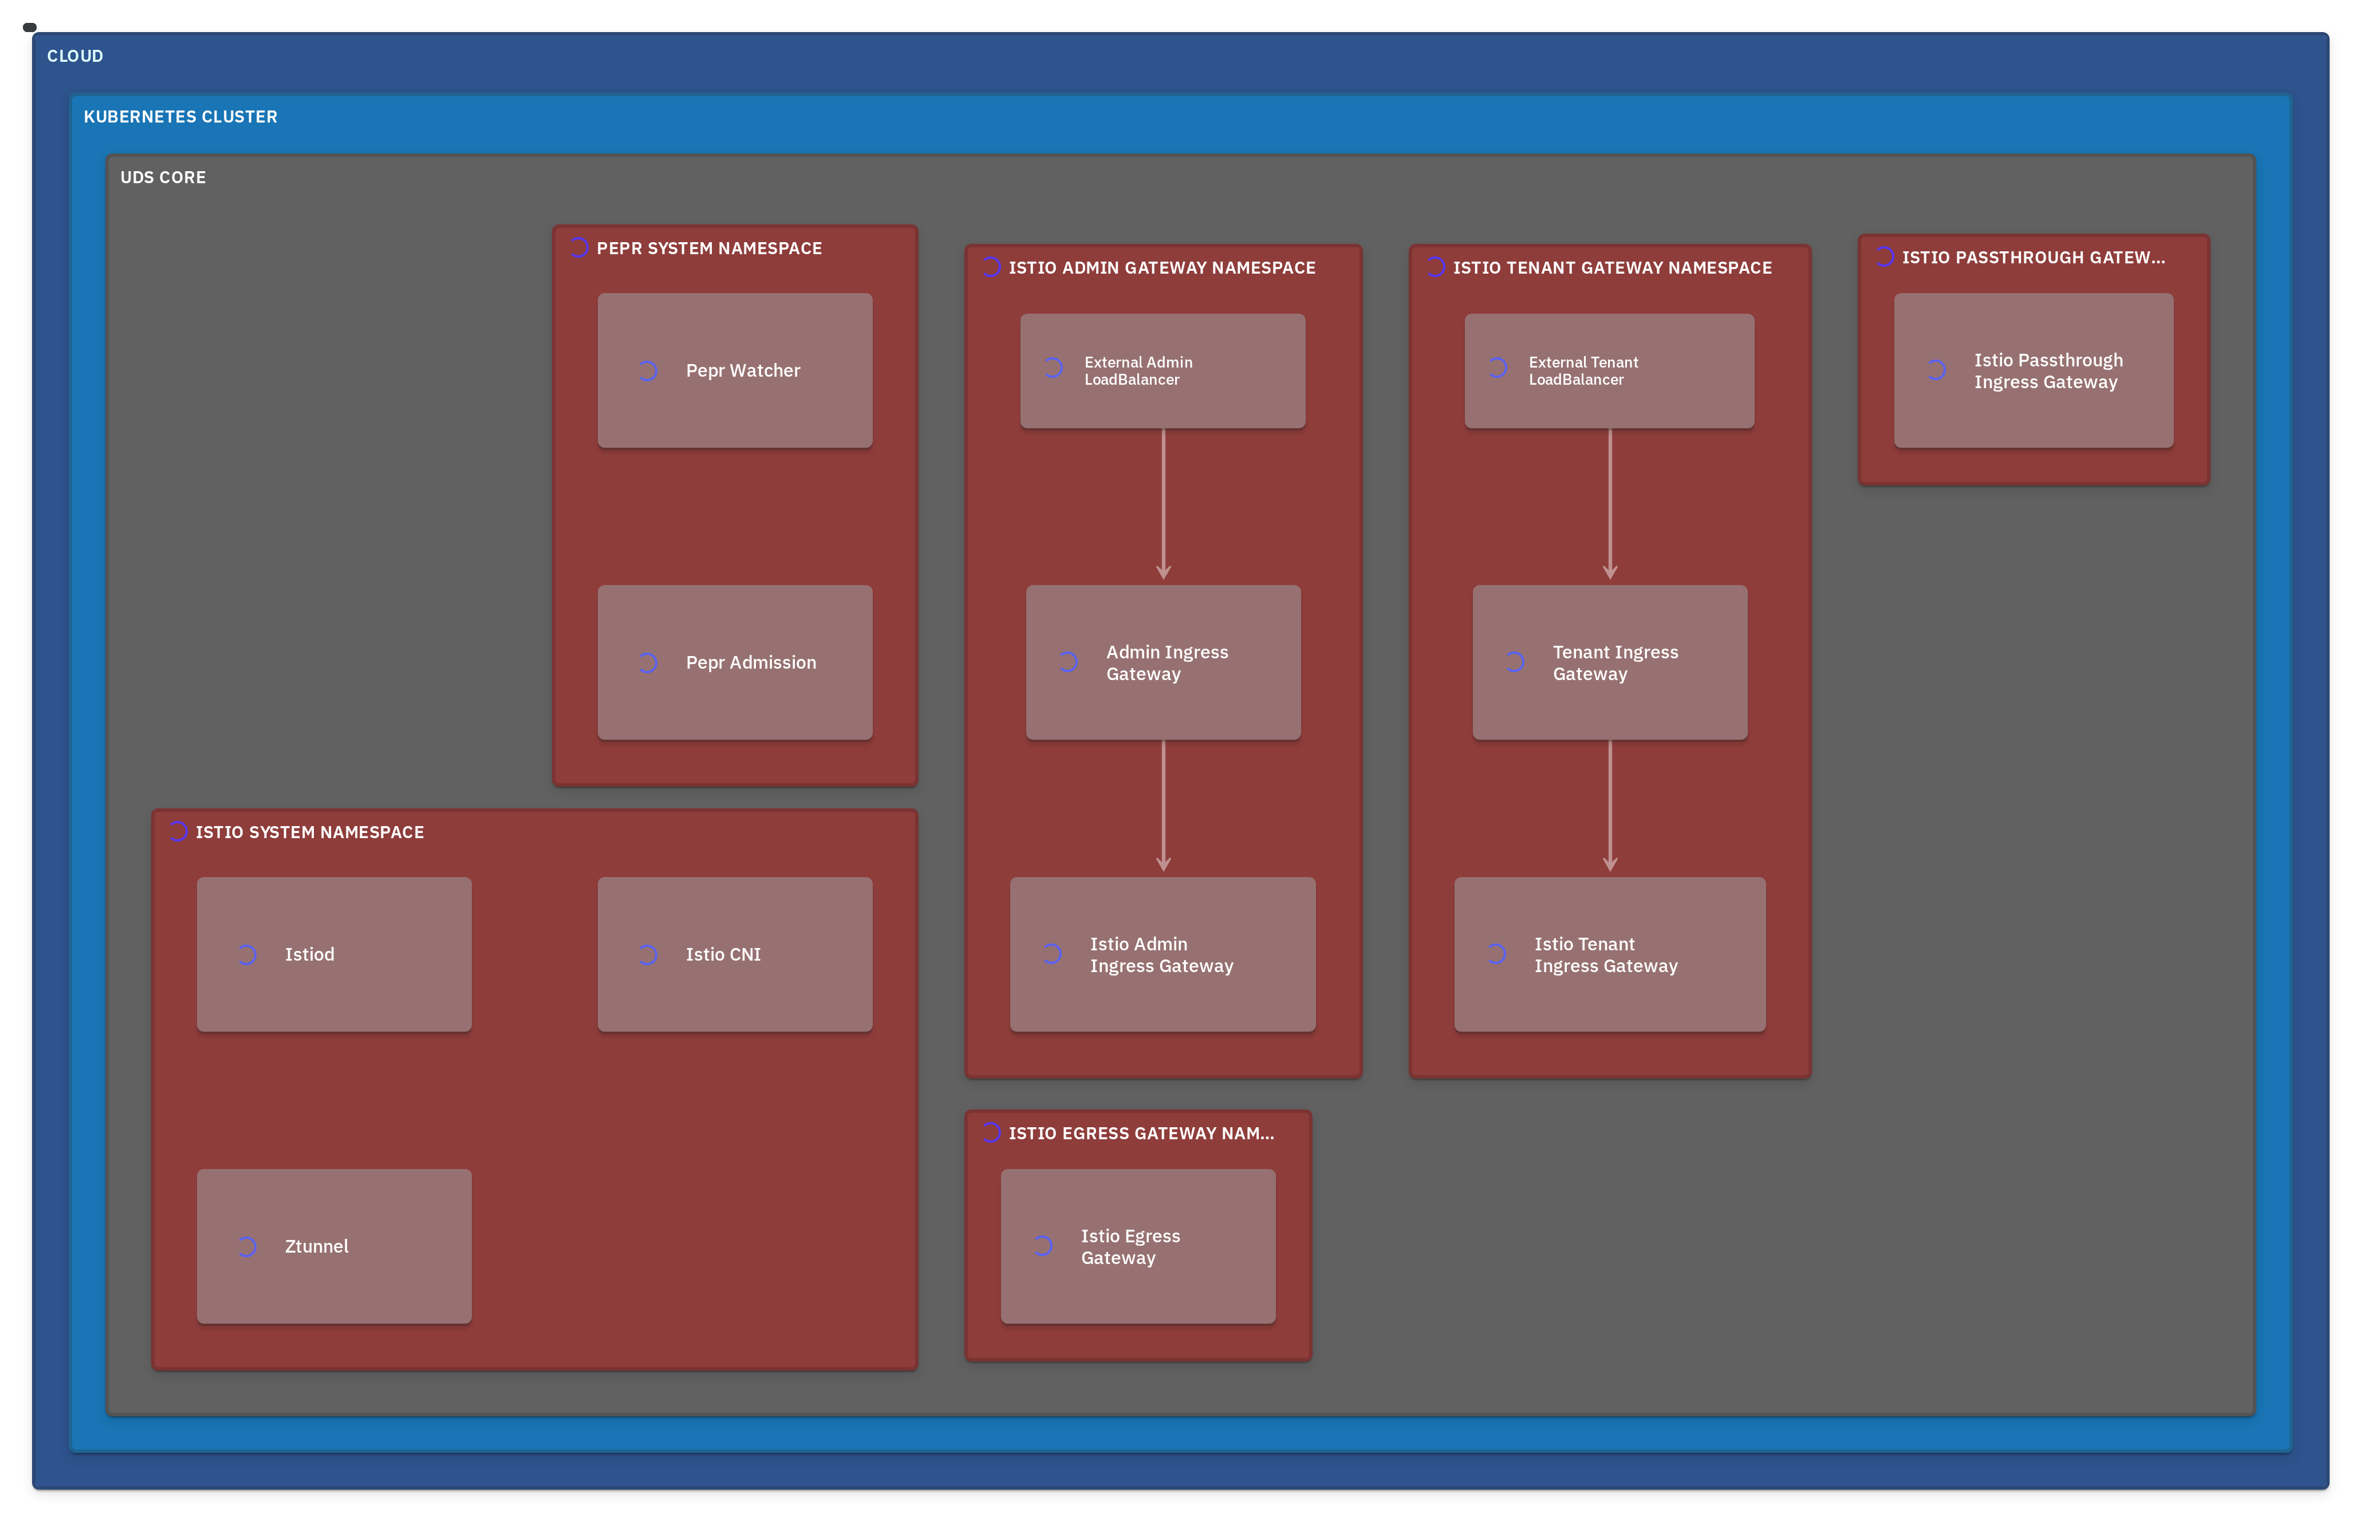 CLOUD
KUBERNETES CLUSTER
UDS CORE
PEPR SYSTEM NAMESPACE
Pepr Watcher
Pepr Admission
ISTIO ADMIN GATEWAY NAMESPACE
External Admin
LoadBalancer
Admin Ingress
Gateway
Istio Admin
Ingress Gateway
ISTIO TENANT GATEWAY NAMESPACE
External Tenant
LoadBalancer
Tenant Ingress
Gateway
Istio Tenant
Ingress Gateway
ISTIO PASSTHROUGH GATEW...
Istio Passthrough
Ingress Gateway
ISTIO SYSTEM NAMESPACE
Istiod
Istio CNI
Ztunnel
ISTIO EGRESS GATEWAY NAM...
Istio Egress
Gateway